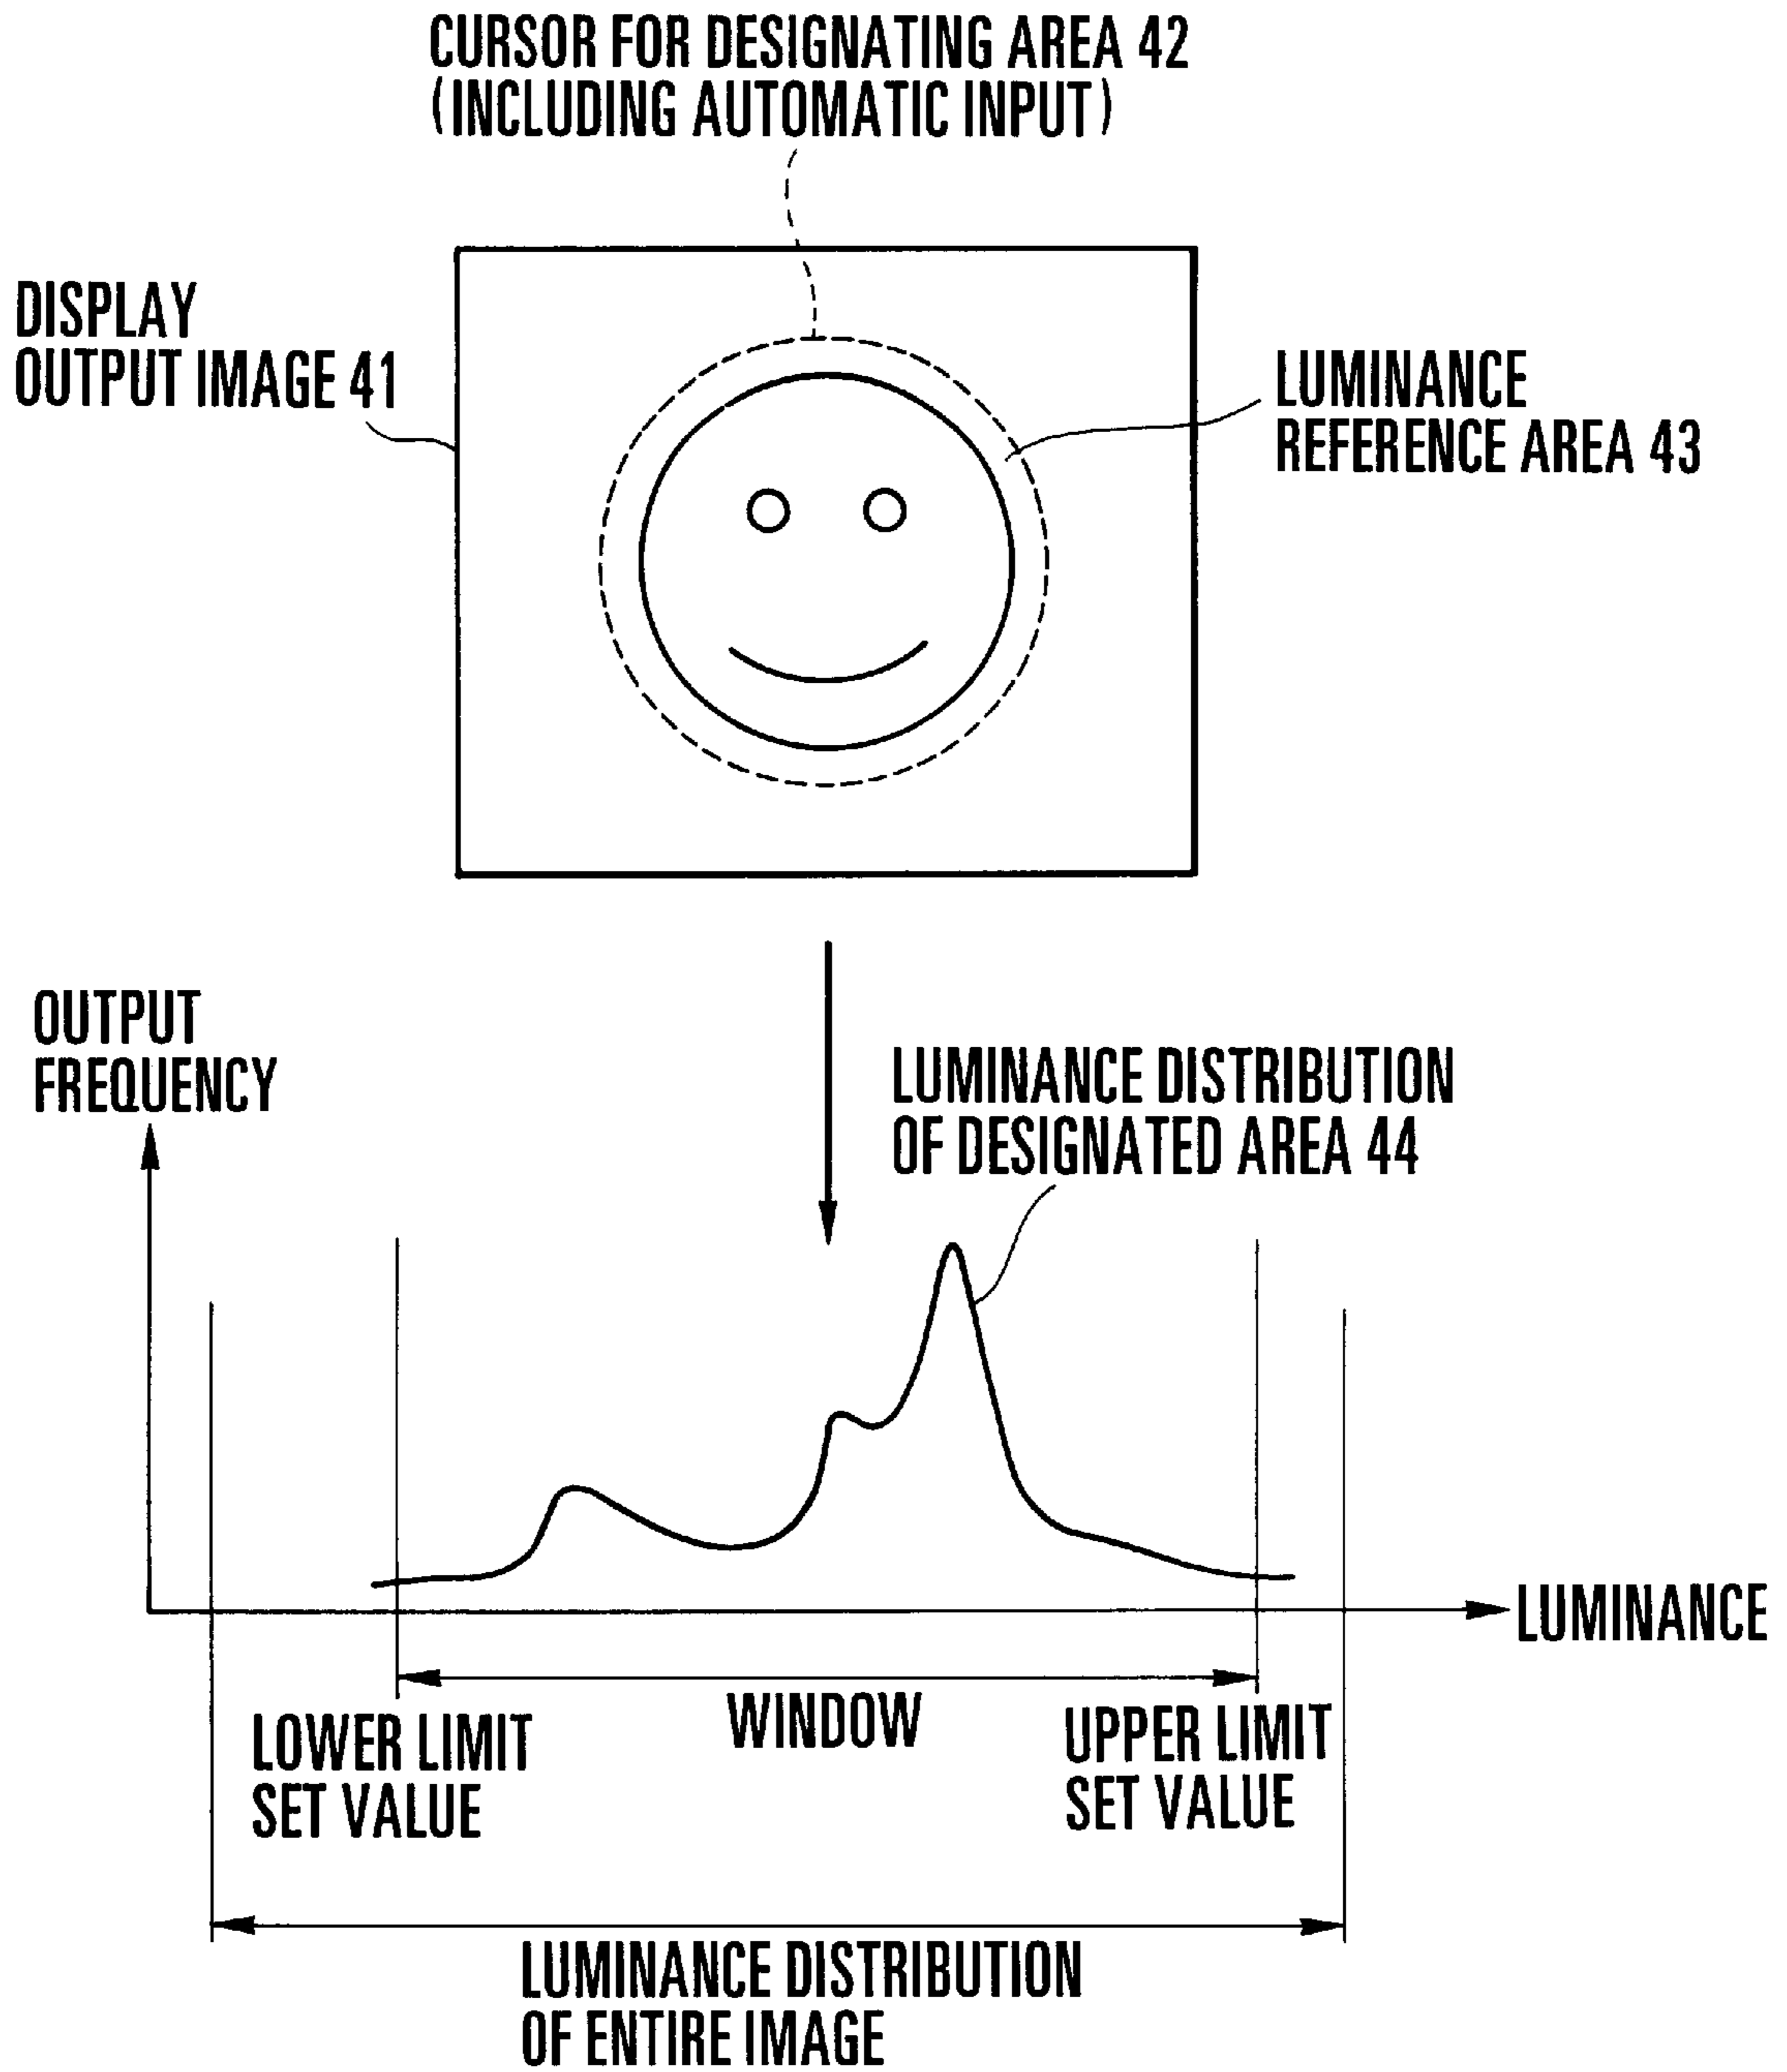 CURSOR FOR DESIGNATING AREA 42
(INCLUDING AUTOMATIC INPUT)
DISPLAY
OUTPUT IMAGE 41
LUMINANCE
REFERENCE AREA 43
OUTPUT
FREQUENCY
LUMINANCE DISTRIBUTION
OF DESIGNATED AREA 44
LUMINANCE
WINDOW
LOWER LIMIT
SET VALUE
UPPER LIMIT
SET VALUE
LUMINANCE DISTRIBUTION
OF ENTIRE IMAGE